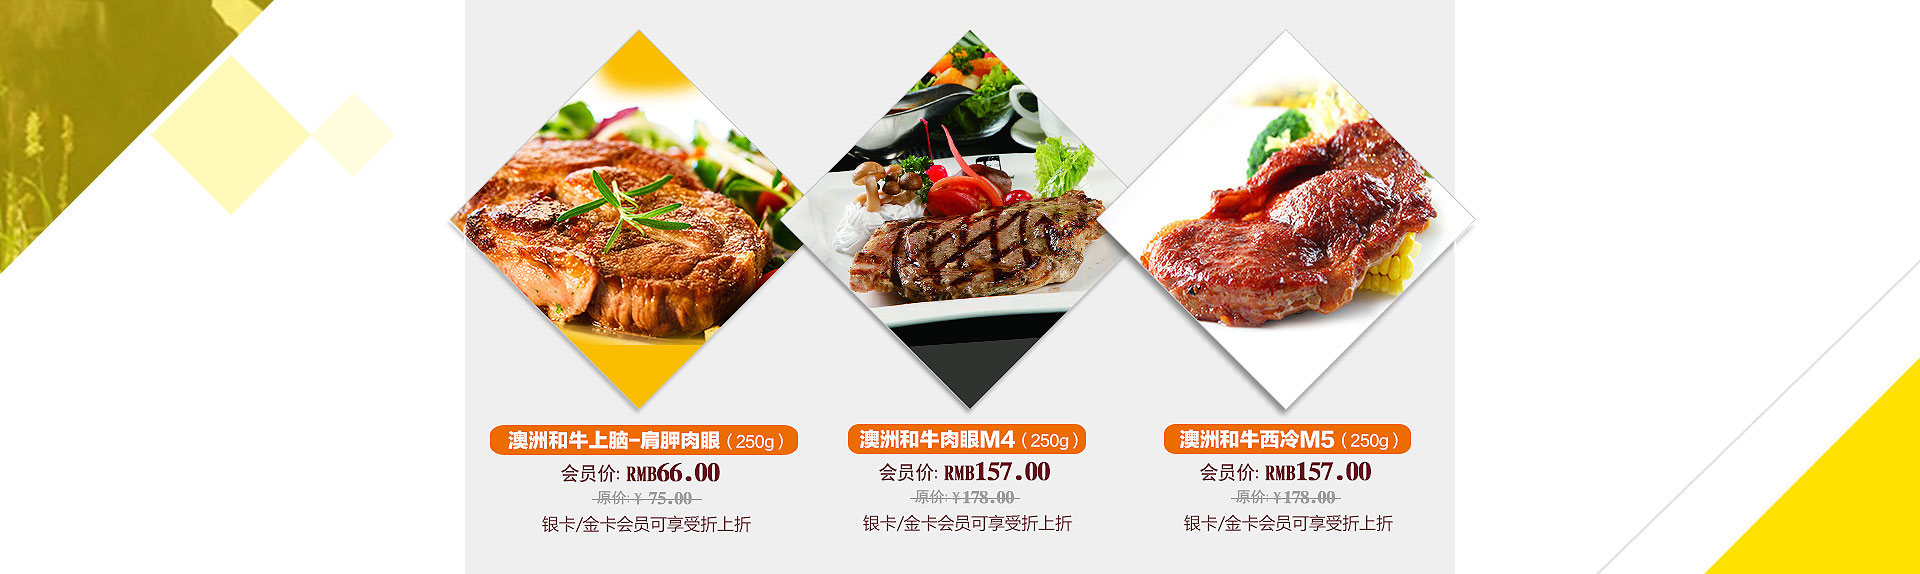 澳洲和牛上脑-肩胛肉眼（250g）
会员价: RMB66.00
原价: ¥ 75.00
银卡/金卡会员可享受折上折
澳洲和牛肉眼M4（250g）
会员价: RMB157.00
原价: ¥178.00
银卡/金卡会员可享受折上折
澳洲和牛西冷M5（250g）
会员价: RMB157.00
原价: ¥178.00
银卡/金卡会员可享受折上折